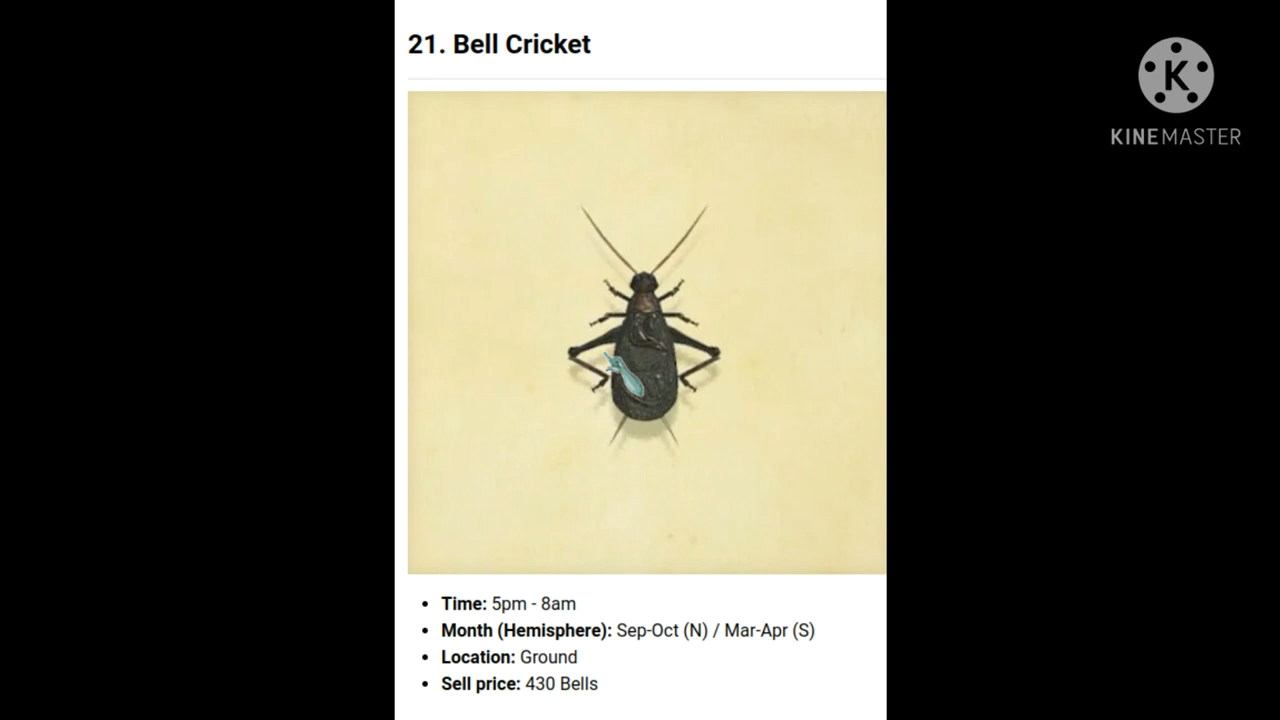 21. Bell Cricket
K
KINEMASTER
Time: 5pm - 8am
Month (Hemisphere): Sep-Oct (N) / Mar-Apr (S)
Location: Ground
Sell price: 430 Bells